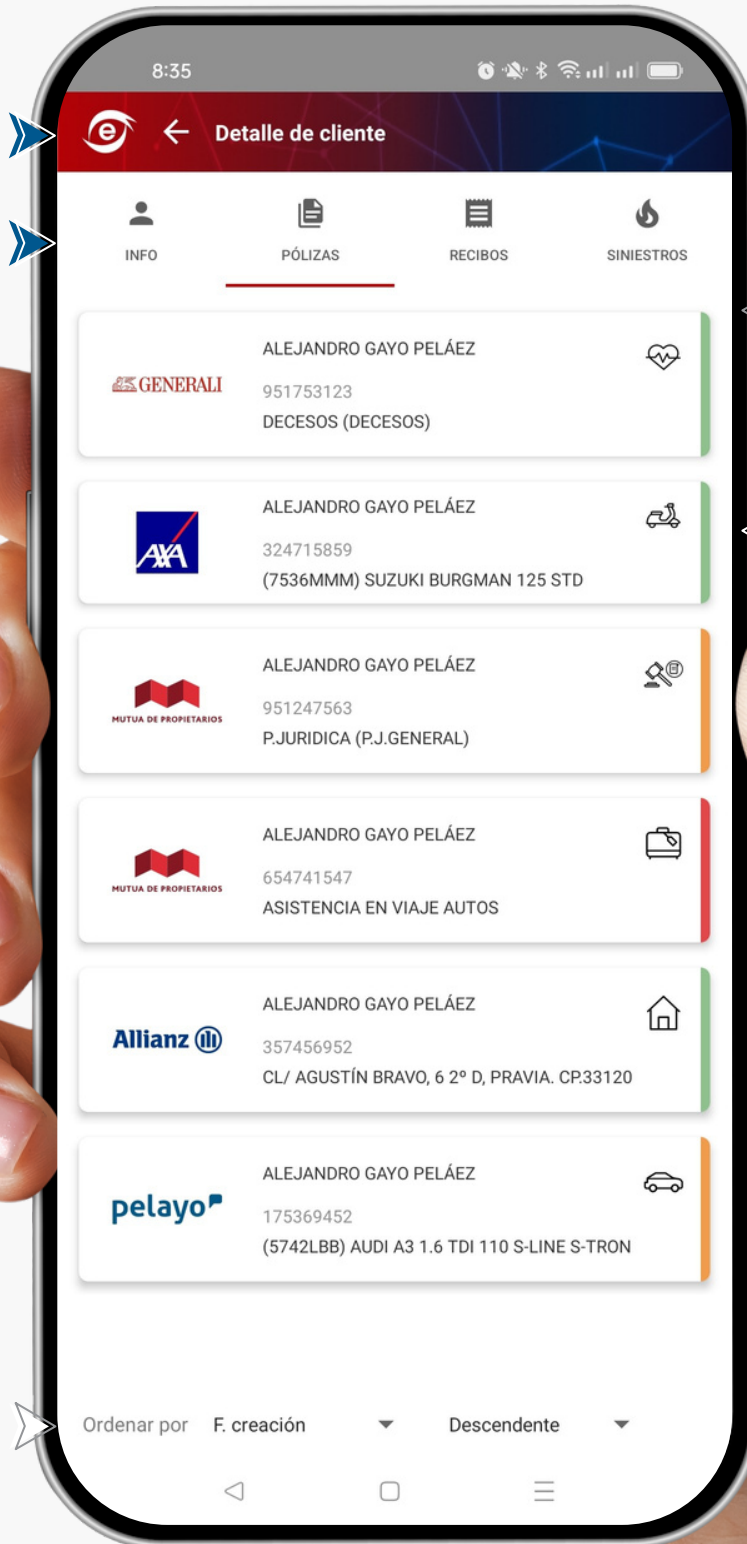 8:35
e
Detalle de cliente
INFO
PÓLIZAS
RECIBOS
SINIESTROS
ALEJANDRO GAYO PELÁEZ
GENERALI
951753123
DECESOS (DECESOS)
ALEJANDRO GAYO PELÁEZ
AXA
324715859
(7536MMM) SUZUKI BURGMAN 125 STD
ALEJANDRO GAYO PELÁEZ
MUTUA DE PROPIETARIOS
951247563
P.JURIDICA (P.J.GENERAL)
ALEJANDRO GAYO PELÁEZ
MUTUA DE PROPIETARIOS
654741547
ASISTENCIA EN VIAJE AUTOS
ALEJANDRO GAYO PELÁEZ
Allianz
357456952
CL/ AGUSTÍN BRAVO, 6 2º D, PRAVIA. CP.33120
ALEJANDRO GAYO PELÁEZ
pelayo
175369452
(5742LBB) AUDI A3 1.6 TDI 110 S-LINE S-TRON
Ordenar por F. creación Descendente